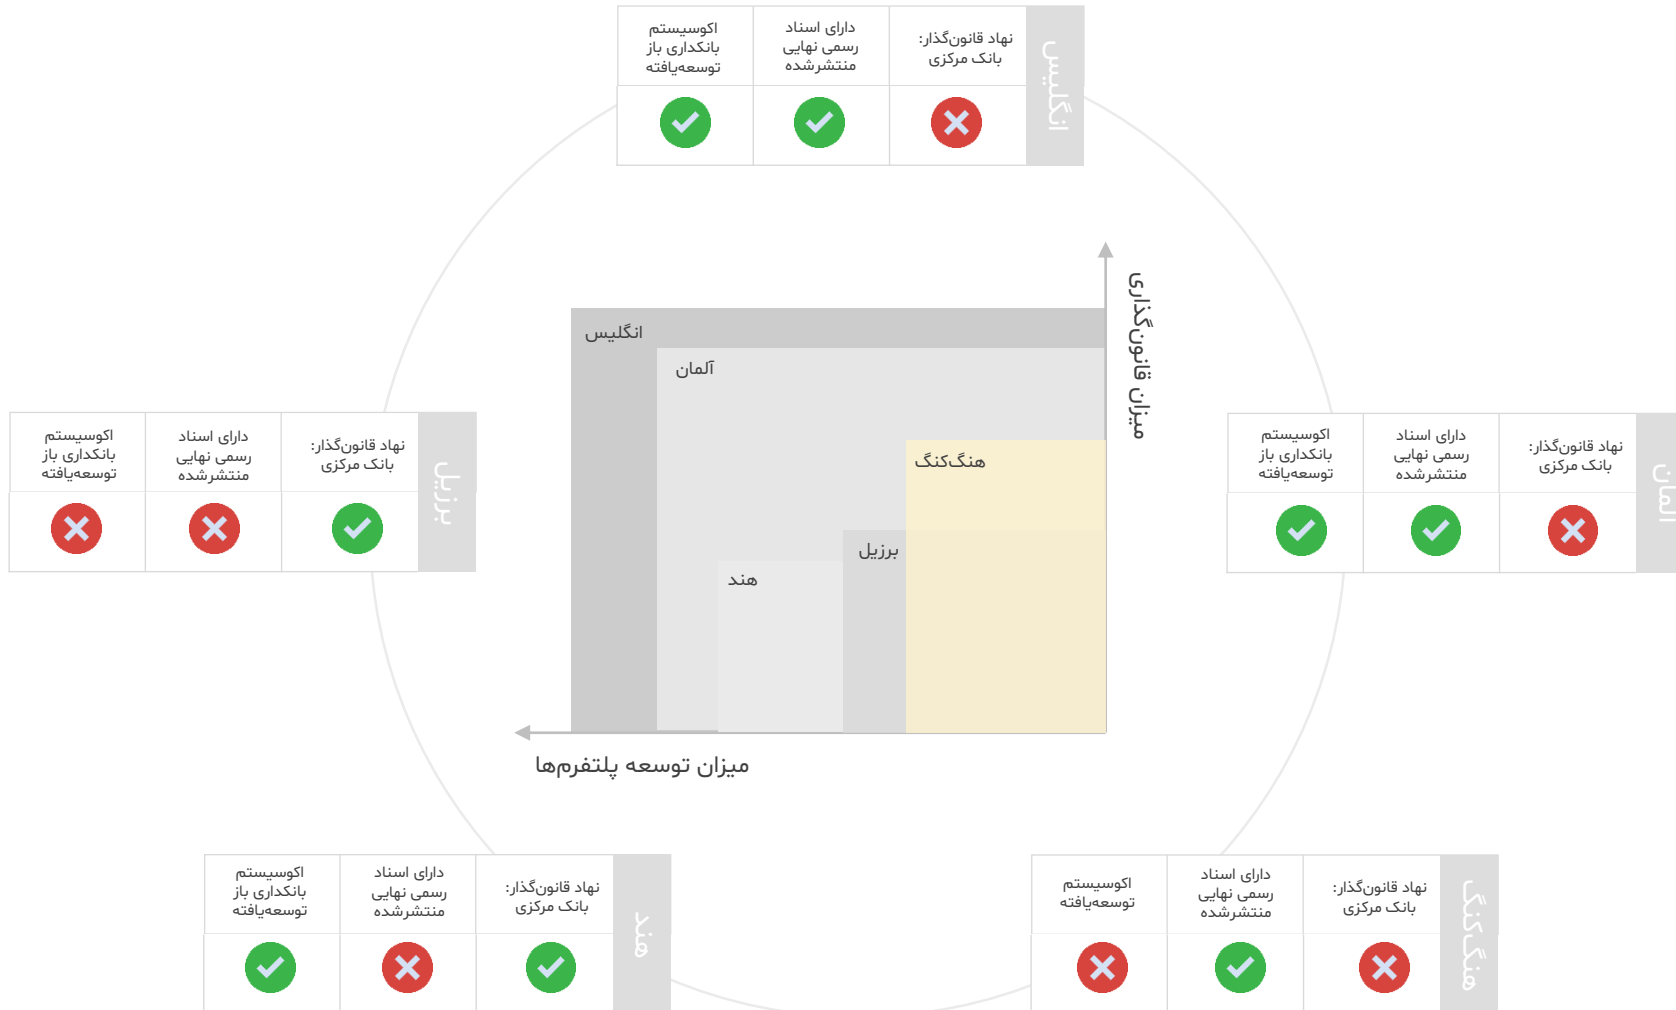 انگلیس
نهاد قانون‌گذار:
بانک مرکزی
دارای اسناد
رسمی نهایی
منتشرشده
اکوسیستم
بانکداری باز
توسعه‌یافته
میزان قانون‌گذاری
انگلیس
آلمان
هنگ‌کنگ
برزیل
هند
میزان توسعه پلتفرم‌ها
آلمان
نهاد قانون‌گذار:
بانک مرکزی
دارای اسناد
رسمی نهایی
منتشرشده
اکوسیستم
بانکداری باز
توسعه‌یافته
برزیل
نهاد قانون‌گذار:
بانک مرکزی
دارای اسناد
رسمی نهایی
منتشرشده
اکوسیستم
بانکداری باز
توسعه‌یافته
هنگ‌کنگ
نهاد قانون‌گذار:
بانک مرکزی
دارای اسناد
رسمی نهایی
منتشرشده
اکوسیستم
توسعه‌یافته
هند
نهاد قانون‌گذار:
بانک مرکزی
دارای اسناد
رسمی نهایی
منتشرشده
اکوسیستم
بانکداری باز
توسعه‌یافته